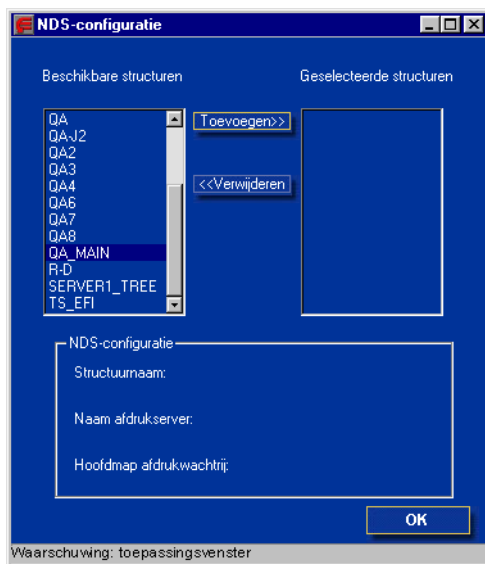 NDS-configuratie
Beschikbare structuren
Geselecteerde structuren
QA
QA-J2
QA2
QA3
QA4
QA6
QA7
QA8
QA_MAIN
R-D
SERVER1_TREE
TS_EFI
Toevoegen>>
<<Verwijderen
NDS-configuratie
Structuurnaam:
Naam afdrukserver:
Hoofdmap afdrukwachtrij:
OK
Waarschuwing: toepassingsvenster